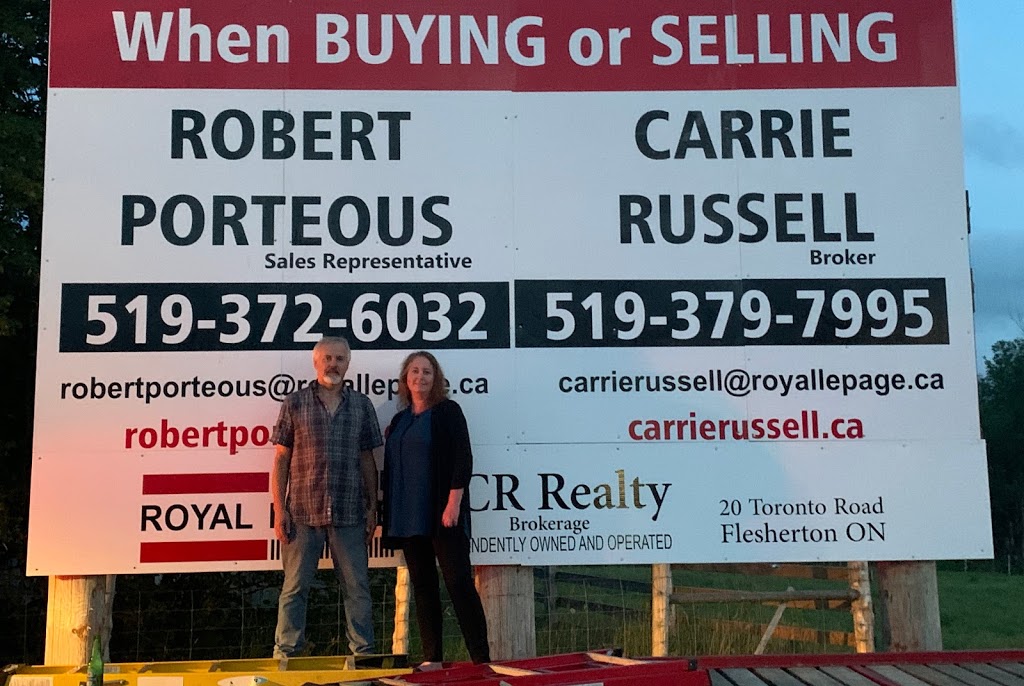 When BUYING or SELLING
ROBERT
PORTEOUS
Sales Representative
519-372-6032
CARRIE
RUSSELL
Broker
519-379-7995
carrierussell@royallepage.ca
carrierussell.ca
ROYAL
CR Realty
Brokerage
OWNED AND OPERATED
20 Toronto Road
Flesherton ON